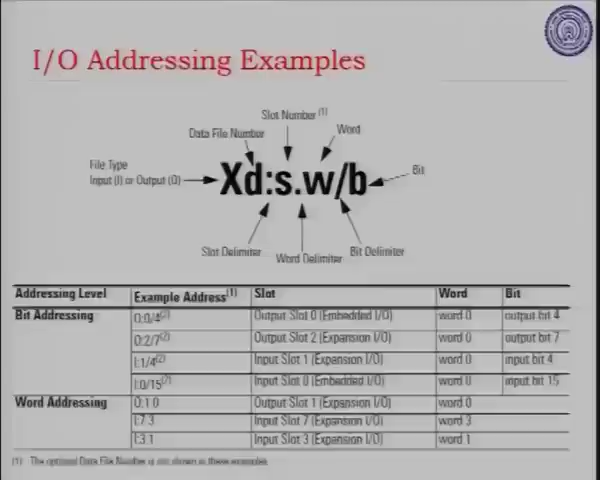 I/O Addressing Examples
Slot Number (1)
Data File Number
Word
File Type
Input (I) or Output (O)
Xd:s.w/b
Bit
Slot Delimiter
Word Delimiter
Bit Delimiter
Addressing Level Example Address(1) Slot Word Bit
Bit Addressing O:0/4(2) Output Slot 0 (Embedded I/O) word 0 output bit 4
O:2/7(2) Output Slot 2 (Expansion I/O) word 0 output bit 7
I:1/4(2) Input Slot 1 (Expansion I/O) word 0 input bit 4
I:0/15(2) Input Slot 0 (Embedded I/O) word 0 input bit 15
Word Addressing O:1.0 Output Slot 1 (Expansion I/O) word 0
I:7.3 Input Slot 7 (Expansion I/O) word 3
I:3.1 Input Slot 3 (Expansion I/O) word 1
(1) The optional Data File Number is not shown in these examples.